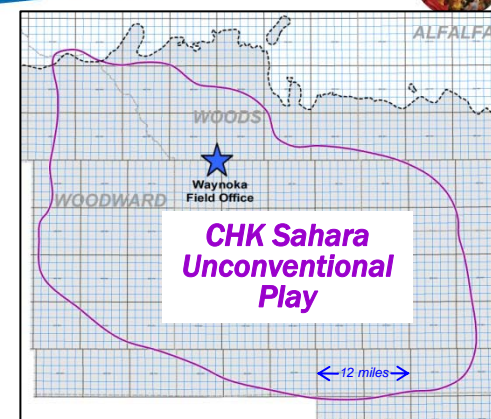 ALFALFA
WOODS
Waynoka
Field Office
WOODWARD
CHK Sahara
Unconventional
Play
12 miles